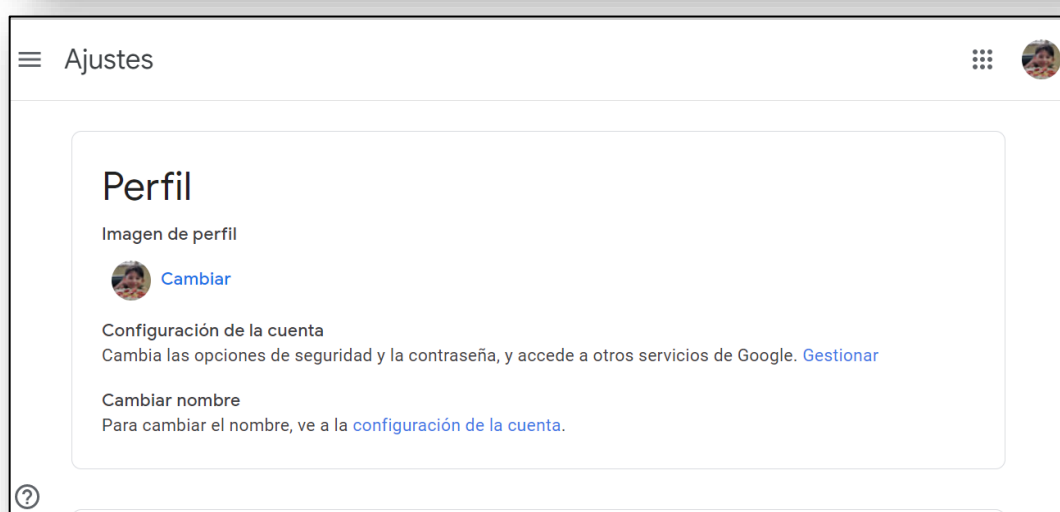 Ajustes
Perfil
Imagen de perfil
Cambiar
Configuración de la cuenta
Cambia las opciones de seguridad y la contraseña, y accede a otros servicios de Google. Gestionar
Cambiar nombre
Para cambiar el nombre, ve a la configuración de la cuenta.